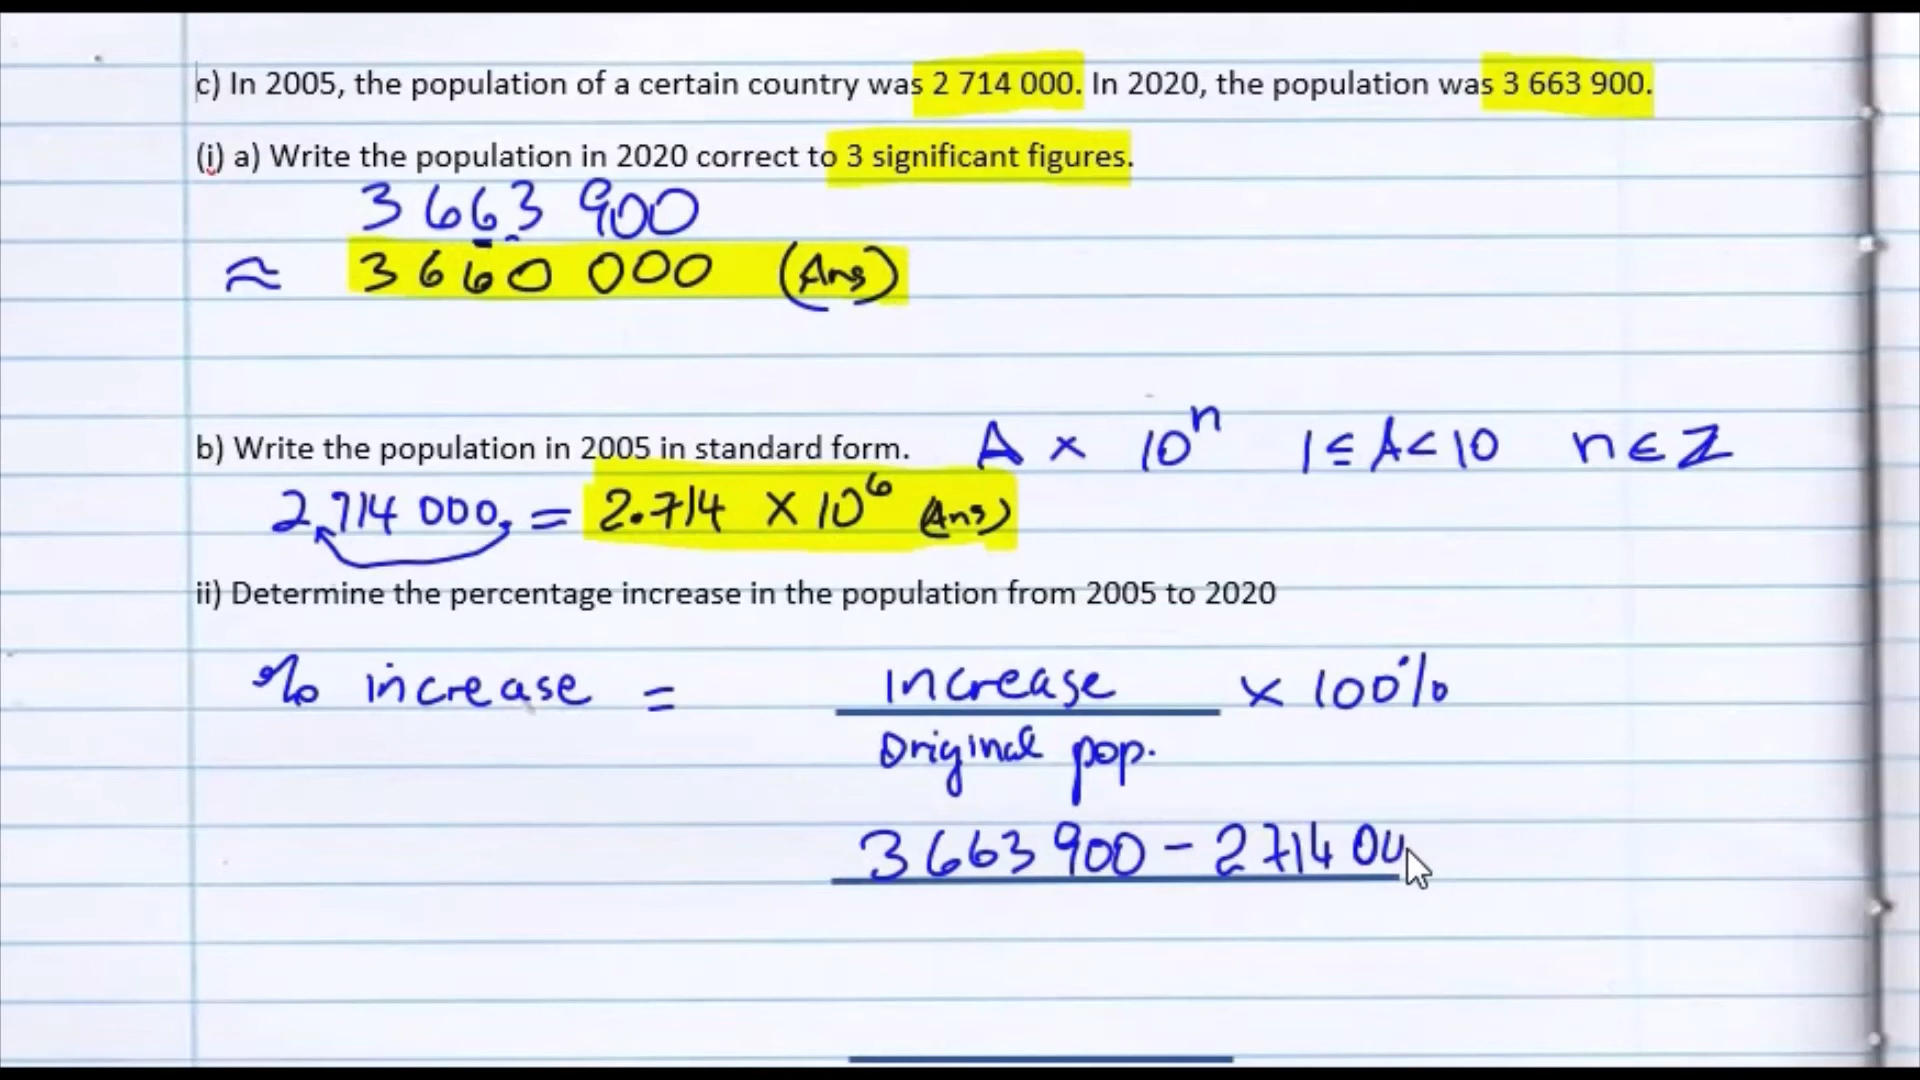 c) In 2005, the population of a certain country was 2 714 000. In 2020, the population was 3 663 900.
(i) a) Write the population in 2020 correct to 3 significant figures.
3 663 900
≈ 3 660 000 (Ans)
b) Write the population in 2005 in standard form. A × 10ⁿ 1 ≤ A < 10 n ∈ Z
2,714 000. = 2.714 × 10⁶ (Ans)
ii) Determine the percentage increase in the population from 2005 to 2020
% increase = increase × 100%
Original pop.
3 663 900 - 2 714 00